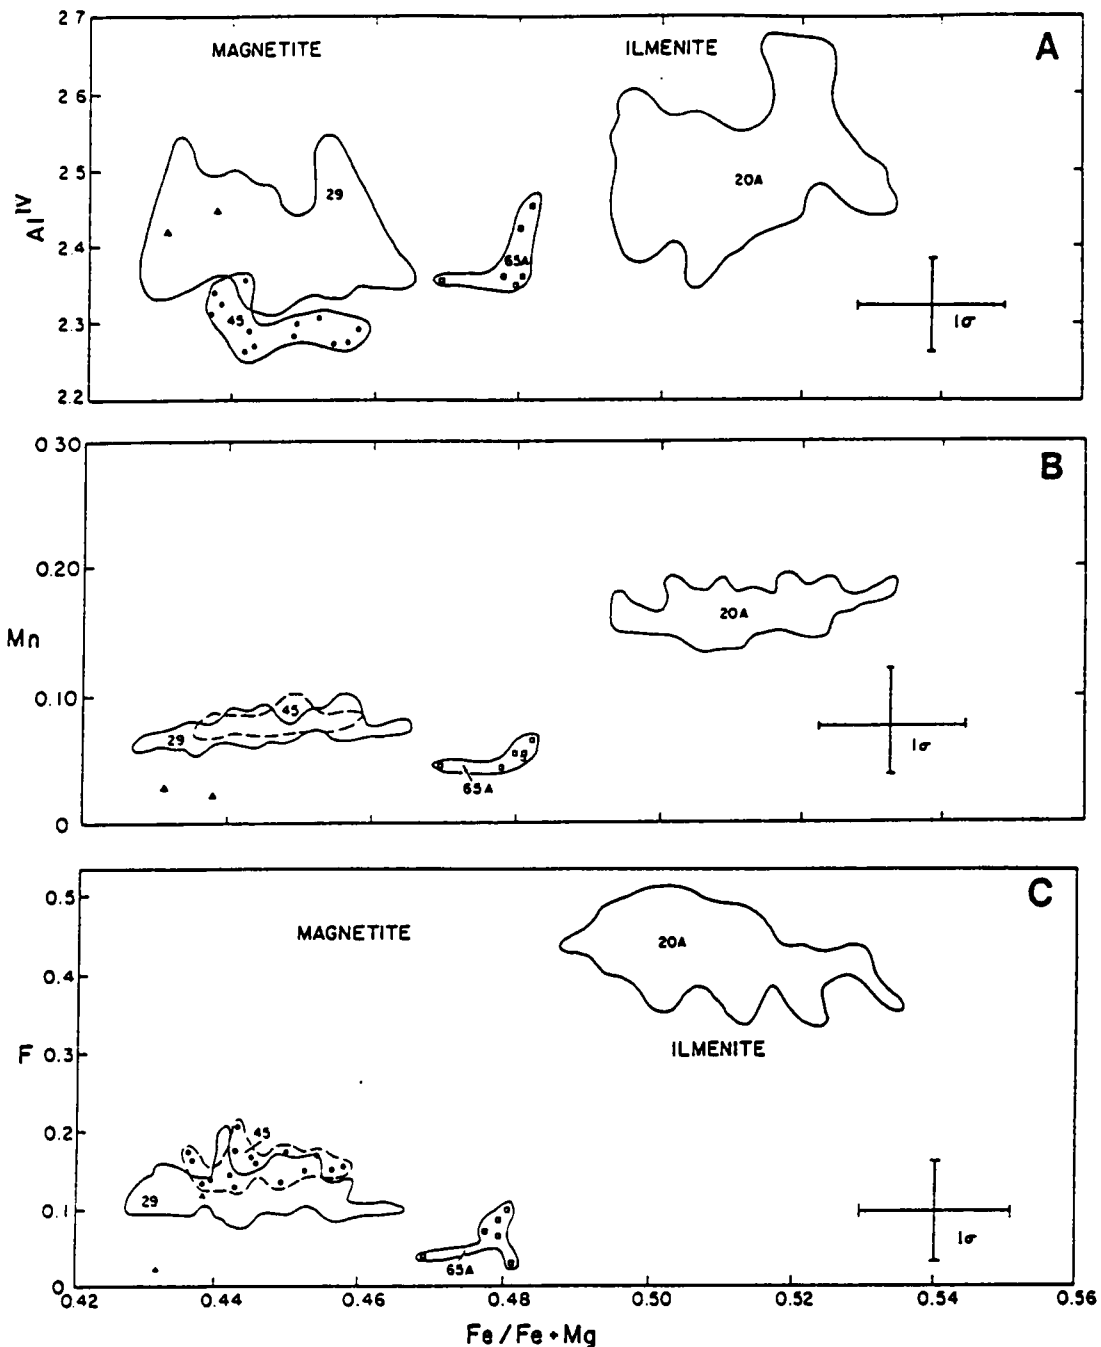 A
MAGNETITE
ILMENITE
Al^IV
2 7
2 6
2.5
2.4
2.3
2.2
29
45
65A
20A
1σ
B
Mn
0 30
0.20
0.10
0
29
45
65A
20A
1σ
C
MAGNETITE
ILMENITE
F
0.5
0.4
0.3
0.2
0.1
0
29
45
65A
20A
1σ
0.42 0.44 0.46 0.48 0.50 0.52 0.54 0.56
Fe/Fe+Mg